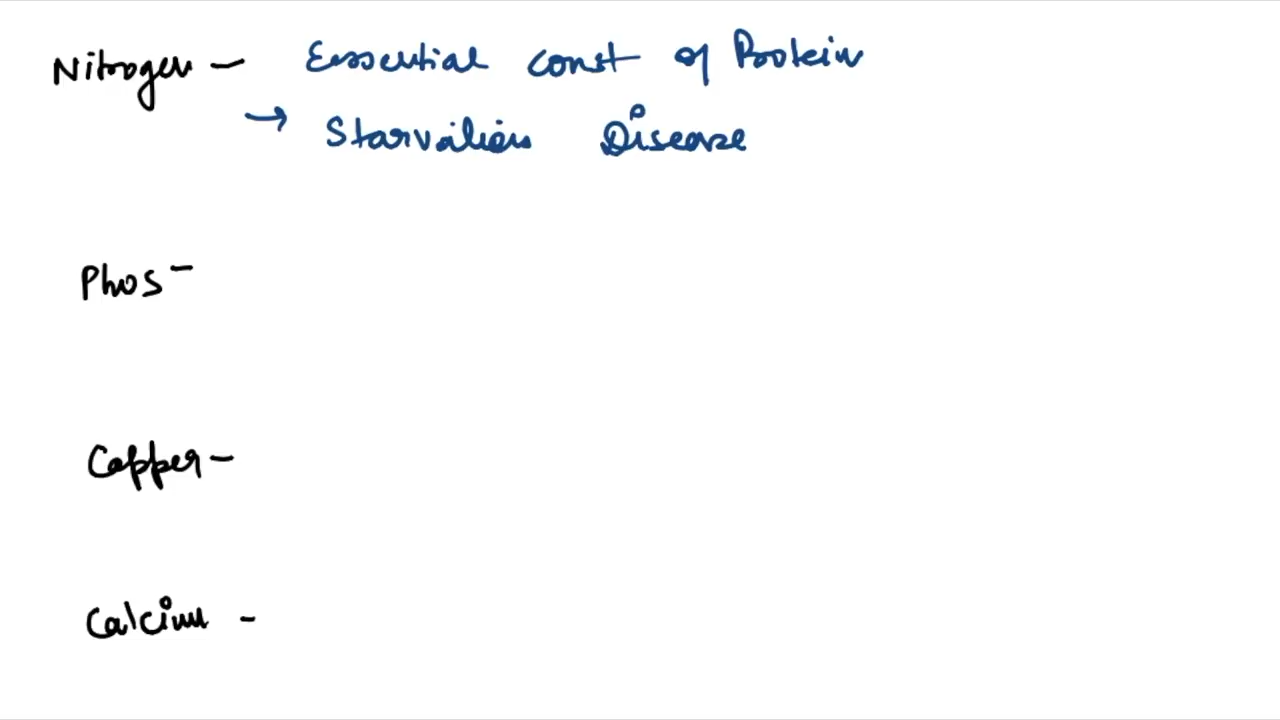 Nitrogen - Essential const of Protein
→ Starvation Disease
Phos -
Copper -
Calcium -